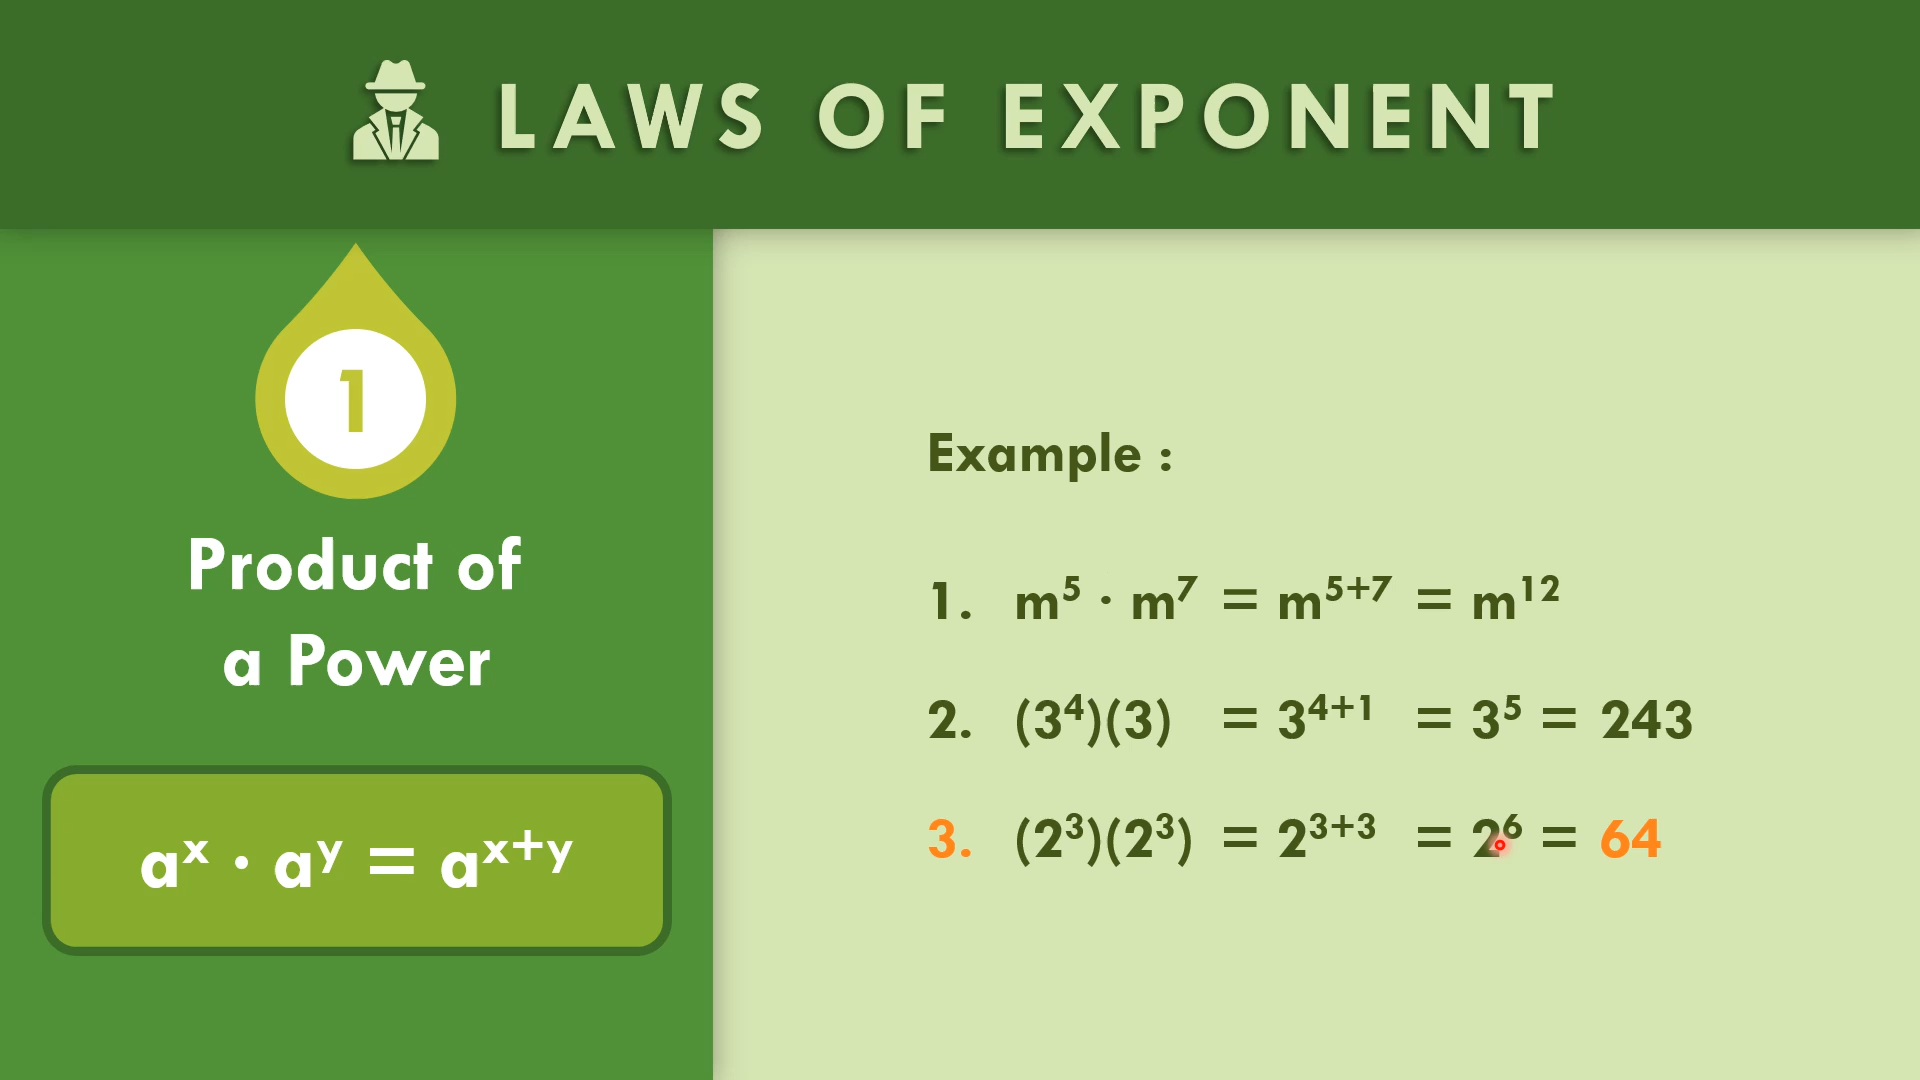 LAWS OF EXPONENT
1
Product of
a Power
aˣ · aʸ = aˣ⁺ʸ
Example :
1. m⁵ · m⁷ = m⁵⁺⁷ = m¹²
2. (3⁴)(3) = 3⁴⁺¹ = 3⁵ = 243
3. (2³)(2³) = 2³⁺³ = 2⁶ = 64